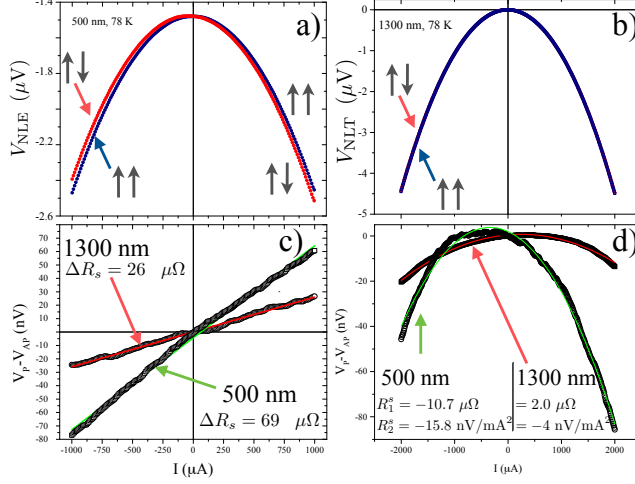 500 nm, 78 K
a)
V_NLE (μV)
-1.4
-1.8
-2.2
-2.6
1300 nm, 78 K
b)
V_NLT (μV)
0
-1
-2
-3
-4
-5
c)
1300 nm
ΔR_s = 26 μΩ
500 nm
ΔR_s = 69 μΩ
V_P-V_AP (nV)
70
60
50
40
30
20
10
0
-10
-20
-30
-40
-50
-60
-70
-80
-1000 -750 -500 -250 0 250 500 750 1000
I (μA)
d)
V_P-V_AP (nV)
0
-20
-40
-60
-80
500 nm 1300 nm
R_1^s = -10.7 μΩ = 2.0 μΩ
R_2^s = -15.8 nV/mA^2 = -4 nV/mA^2
-2000 -1000 0 1000 2000
I (μA)